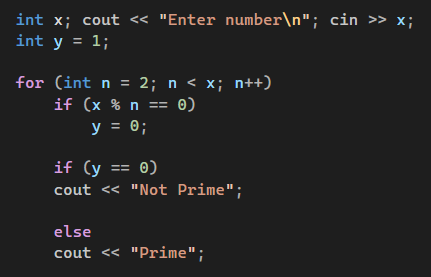 int x; cout << "Enter number\n"; cin >> x;
int y = 1;
for (int n = 2; n < x; n++)
if (x % n == 0)
y = 0;
if (y == 0)
cout << "Not Prime";
else
cout << "Prime";